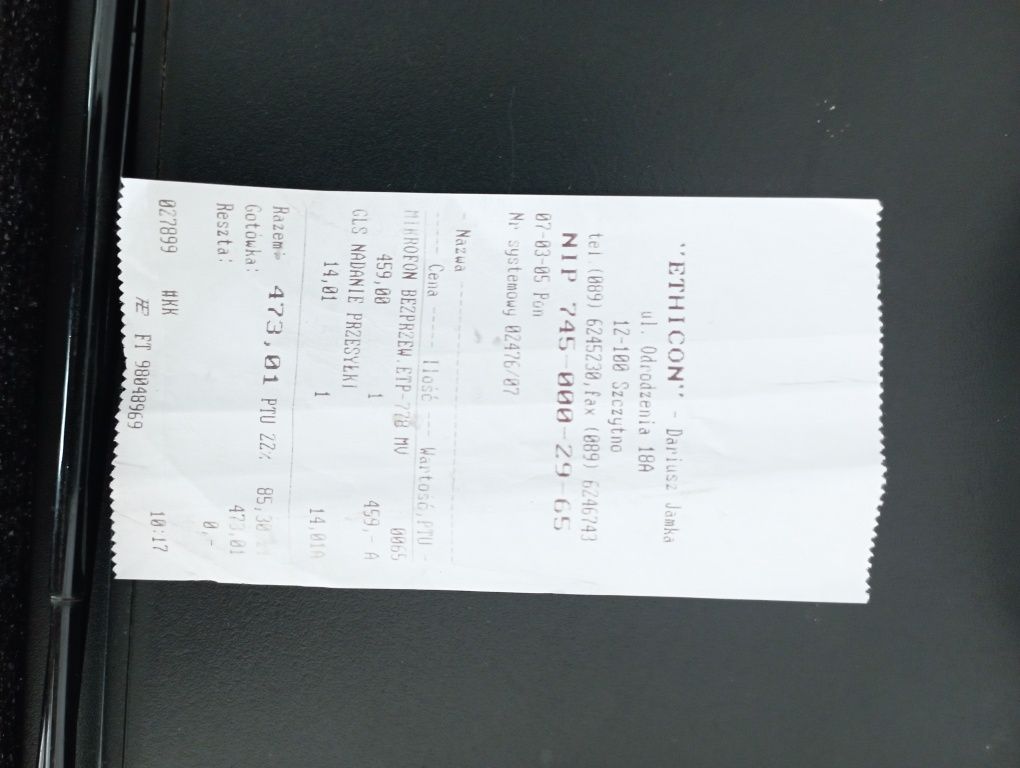 "ETHICON" - Dariusz Jamka
ul. Odrodzenia 18A
12-100 Szczytno
tel (089) 6245230,fax (089) 6246743
NIP 745-000-29-65
07-03-05 Pon
Nr systemowy 02476/07
- Nazwa --------------------
----- Cena ----- Ilość ---- Wartość,PTU -
MIKROFON BEZPRZEW.ETP-728 MV 0065
459,00 1 459,- A
GLS NADANIE PRZESYŁKI
14,01 1 14,01A
Razem= 473,01 PTU 22% 85,30
Gotówka: 473,01
Reszta: 0,-
027899 #KK 10:17
FT 98048969